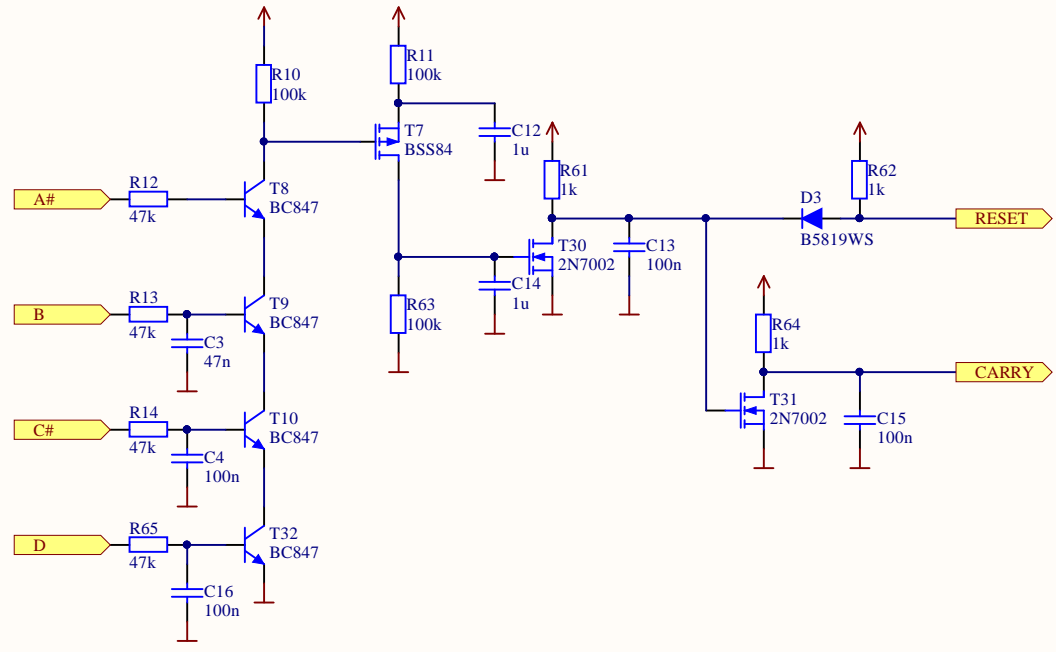 R10
100k
R11
100k
T7
BSS84
C12
1u
R61
1k
R62
1k
A#
R12
47k
T8
BC847
D3
B5819WS
RESET
T30
2N7002
C13
100n
C14
1u
B
R13
47k
T9
BC847
R63
100k
C3
47n
R64
1k
CARRY
C#
R14
47k
T10
BC847
T31
2N7002
C15
100n
C4
100n
D
R65
47k
T32
BC847
C16
100n